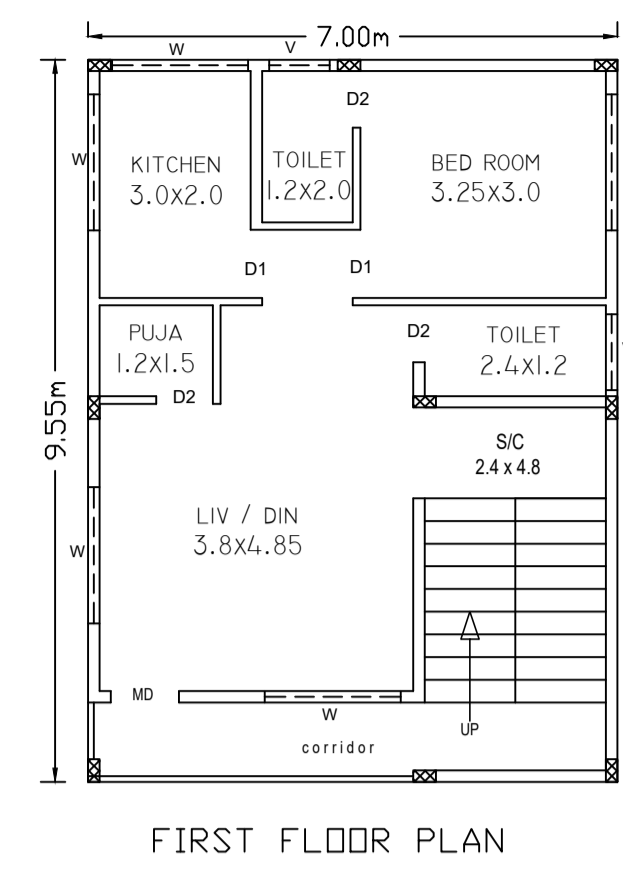 7.00m
W
V
D2
W
KITCHEN
3.0X2.0
TOILET
1.2X2.0
BED ROOM
3.25X3.0
D1
D1
PUJA
1.2X1.5
D2
D2
TOILET
2.4X1.2
9.55m
S/C
2.4 x 4.8
LIV / DIN
3.8X4.85
W
MD
W
UP
corridor
FIRST FLOOR PLAN